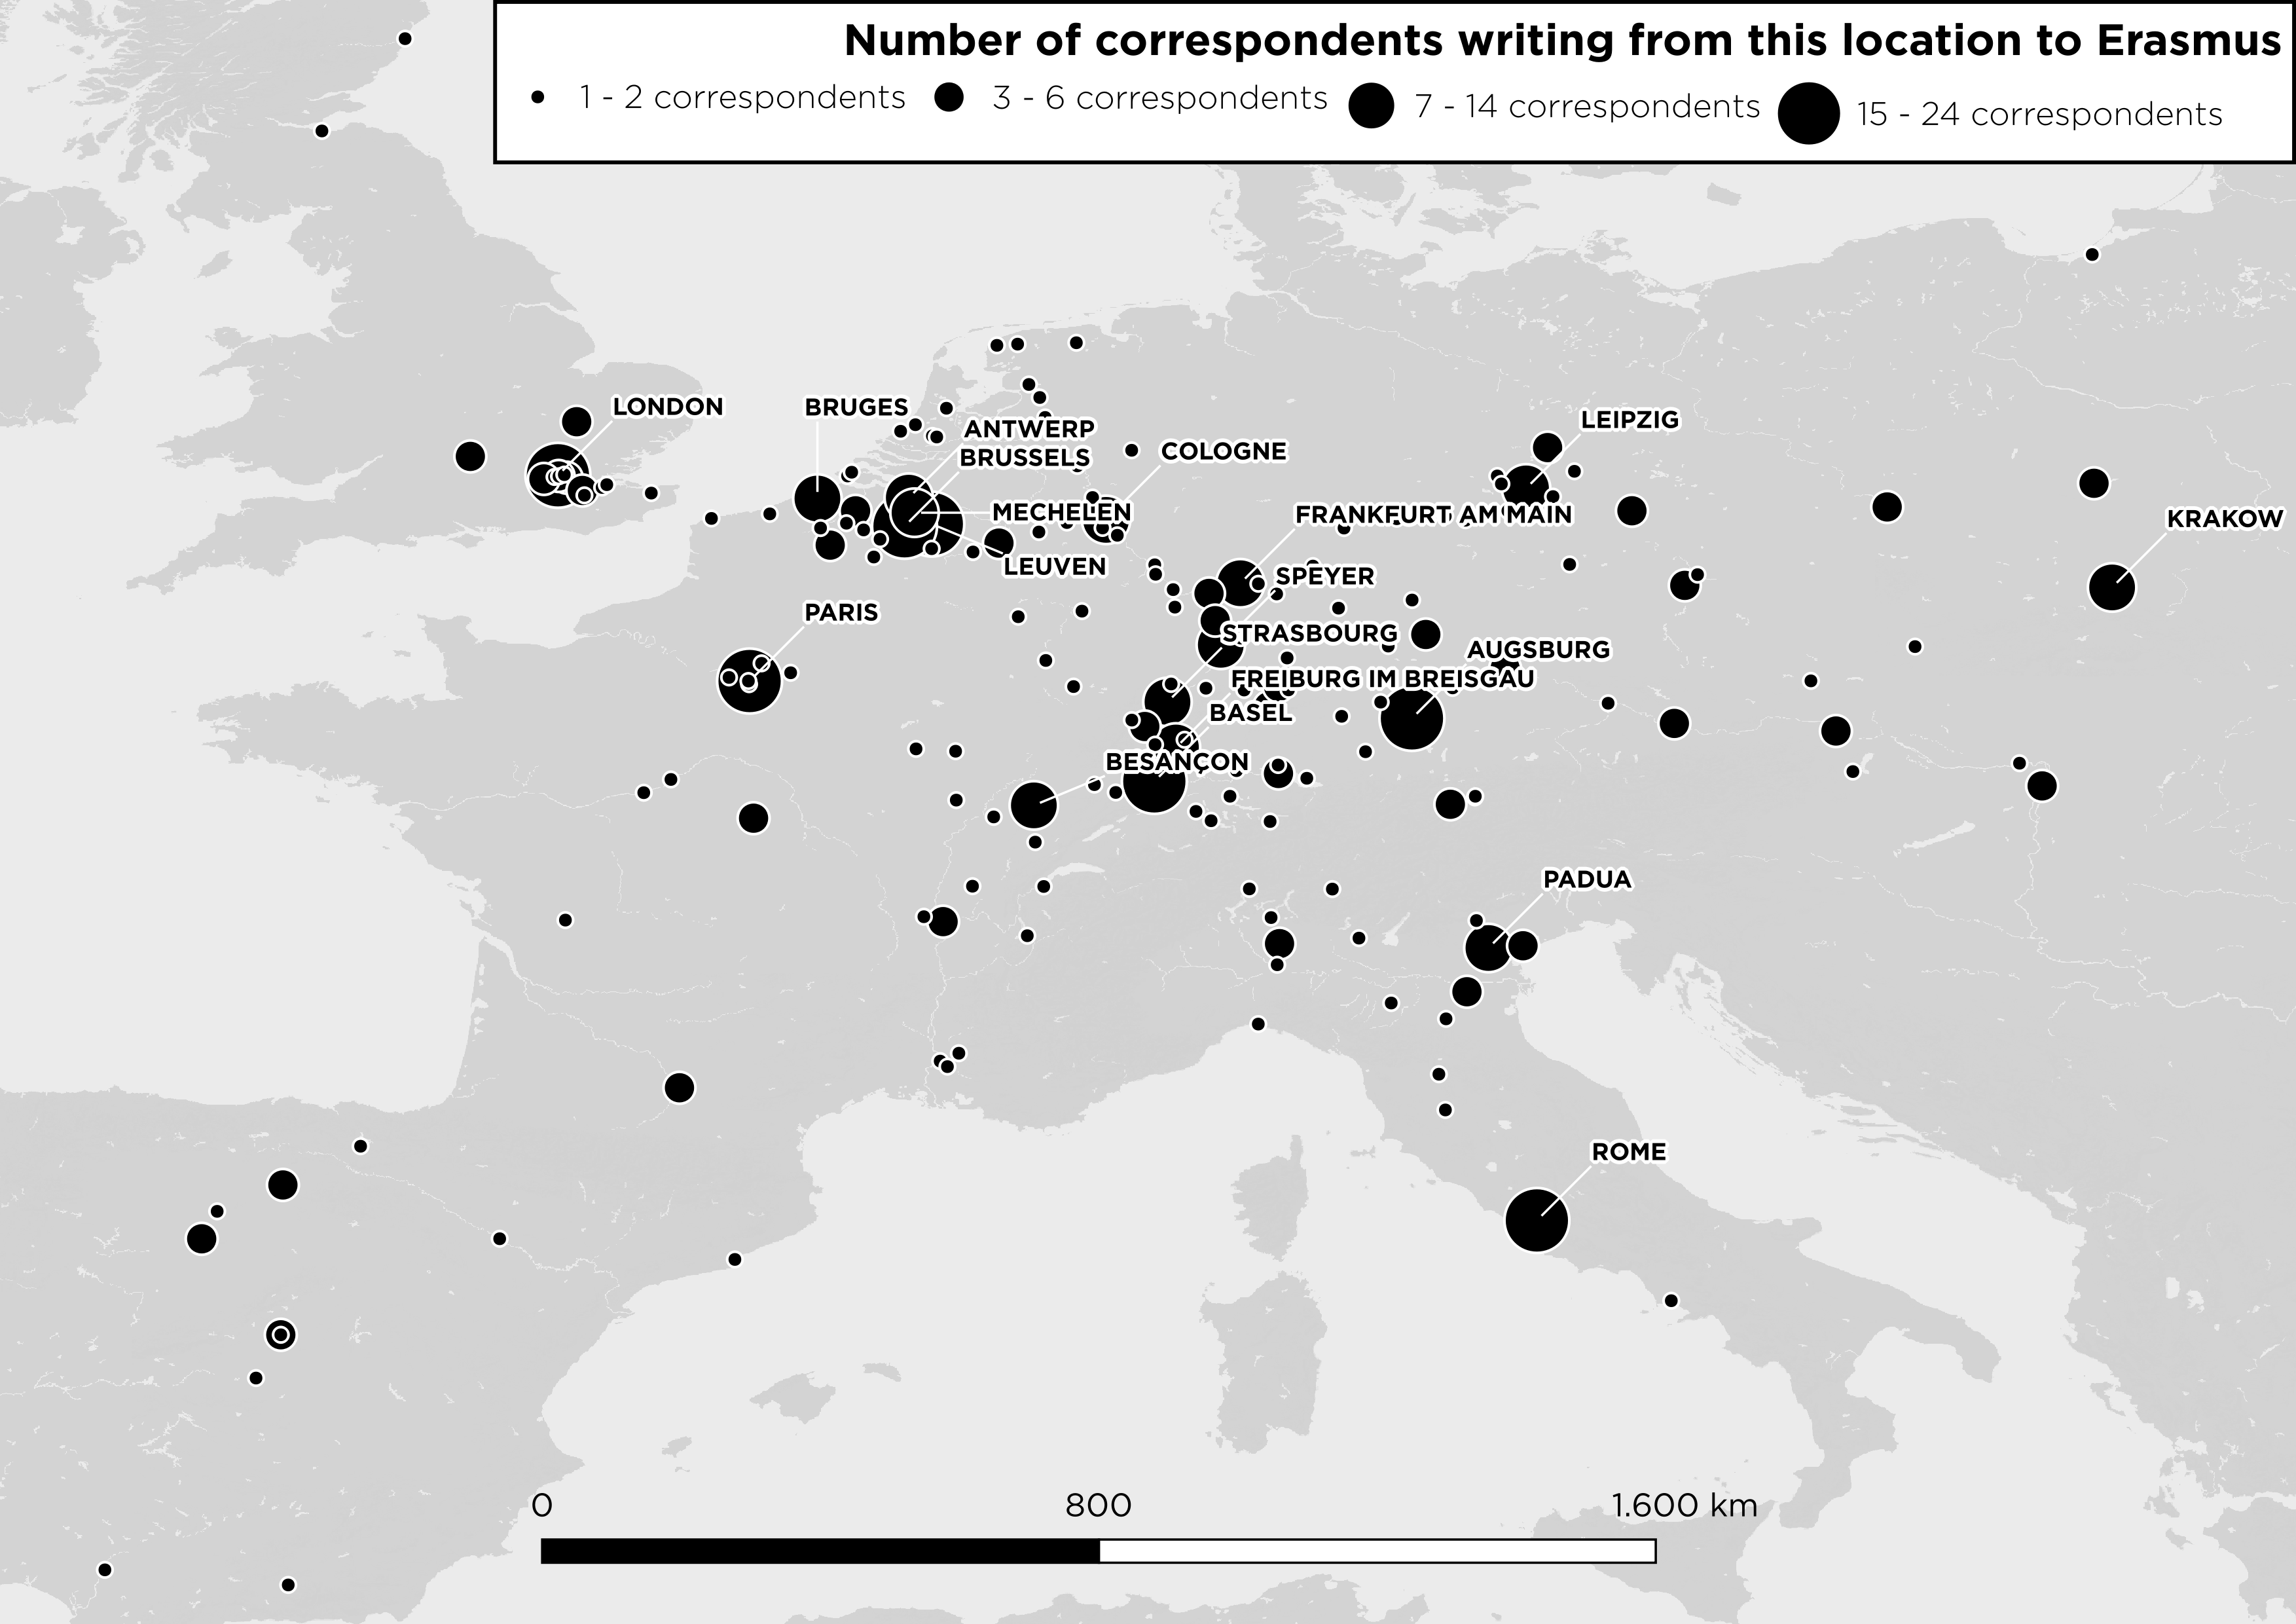 Number of correspondents writing from this location to Erasmus
1 - 2 correspondents 3 - 6 correspondents 7 - 14 correspondents 15 - 24 correspondents
LONDON
BRUGES
LEIPZIG
ANTWERP
BRUSSELS
COLOGNE
MECHELEN
FRANKFURT AM MAIN
KRAKOW
LEUVEN
SPEYER
PARIS
STRASBOURG
AUGSBURG
FREIBURG IM BREISGAU
BASEL
BESANÇON
PADUA
ROME
0 800 1.600 km